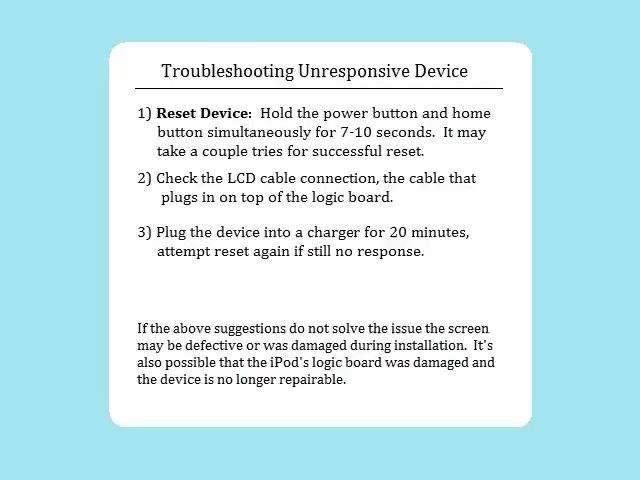 Troubleshooting Unresponsive Device
1) Reset Device:  Hold the power button and home
button simultaneously for 7-10 seconds.  It may
take a couple tries for successful reset.
2) Check the LCD cable connection, the cable that
plugs in on top of the logic board.
3) Plug the device into a charger for 20 minutes,
attempt reset again if still no response.
If the above suggestions do not solve the issue the screen
may be defective or was damaged during installation.  It's
also possible that the iPod's logic board was damaged and
the device is no longer repairable.